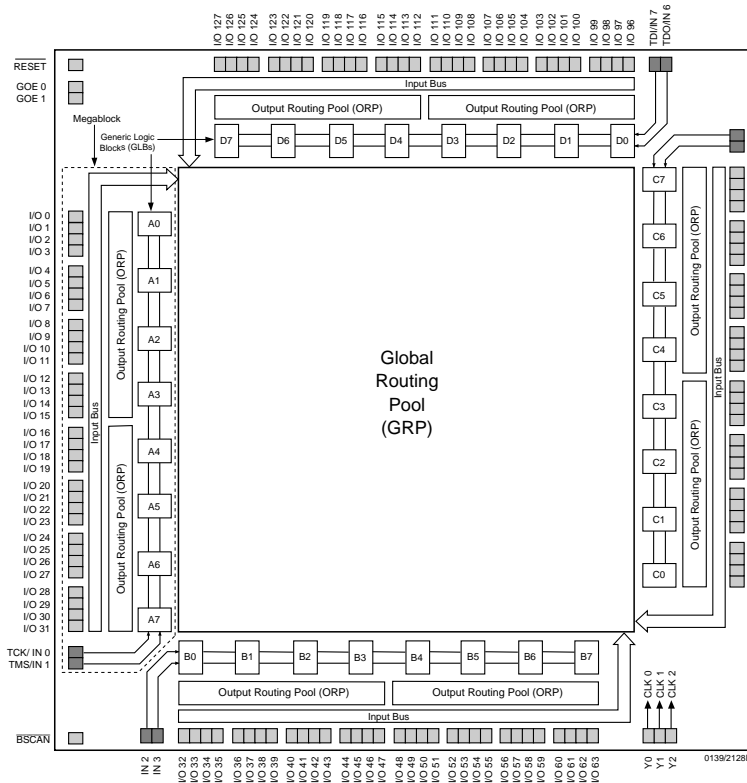 I/O 127
I/O 126
I/O 125
I/O 124
I/O 123
I/O 122
I/O 121
I/O 120
I/O 119
I/O 118
I/O 117
I/O 116
I/O 115
I/O 114
I/O 113
I/O 112
I/O 111
I/O 110
I/O 109
I/O 108
I/O 107
I/O 106
I/O 105
I/O 104
I/O 103
I/O 102
I/O 101
I/O 100
I/O 99
I/O 98
I/O 97
I/O 96
TDI/IN 7
TDO/IN 6
RESET
GOE 0
GOE 1
Input Bus
Output Routing Pool (ORP)
Output Routing Pool (ORP)
Megablock
Generic Logic
Blocks (GLBs)
D7
D6
D5
D4
D3
D2
D1
D0
I/O 0
I/O 1
I/O 2
I/O 3
I/O 4
I/O 5
I/O 6
I/O 7
I/O 8
I/O 9
I/O 10
I/O 11
I/O 12
I/O 13
I/O 14
I/O 15
I/O 16
I/O 17
I/O 18
I/O 19
I/O 20
I/O 21
I/O 22
I/O 23
I/O 24
I/O 25
I/O 26
I/O 27
I/O 28
I/O 29
I/O 30
I/O 31
TCK/ IN 0
TMS/IN 1
Input Bus
Output Routing Pool (ORP)
Output Routing Pool (ORP)
A0
A1
A2
A3
A4
A5
A6
A7
Global
Routing
Pool
(GRP)
C7
C6
C5
C4
C3
C2
C1
C0
Output Routing Pool (ORP)
Output Routing Pool (ORP)
Input Bus
B0
B1
B2
B3
B4
B5
B6
B7
Output Routing Pool (ORP)
Output Routing Pool (ORP)
Input Bus
CLK 0
CLK 1
CLK 2
BSCAN
IN 2
IN 3
I/O 32
I/O 33
I/O 34
I/O 35
I/O 36
I/O 37
I/O 38
I/O 39
I/O 40
I/O 41
I/O 42
I/O 43
I/O 44
I/O 45
I/O 46
I/O 47
I/O 48
I/O 49
I/O 50
I/O 51
I/O 52
I/O 53
I/O 54
I/O 55
I/O 56
I/O 57
I/O 58
I/O 59
I/O 60
I/O 61
I/O 62
I/O 63
Y0
Y1
Y2